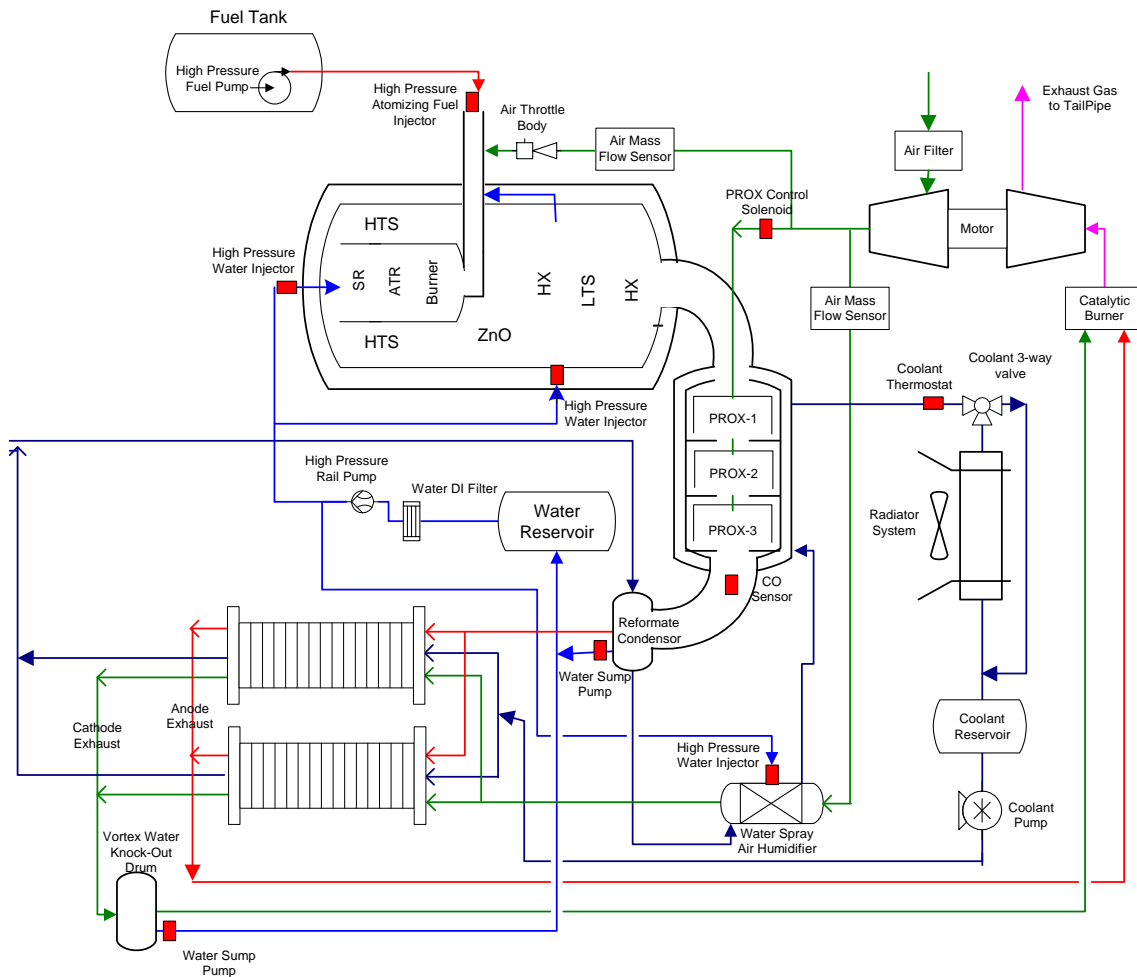 Fuel Tank
High Pressure
Fuel Pump
High Pressure
Atomizing Fuel
Injector
Air Throttle
Body
Air Mass
Flow Sensor
Exhaust Gas
to TailPipe
Air Filter
PROX Control
Solenoid
Motor
HTS
High Pressure
Water Injector
SR
ATR
Burner
HX
LTS
HX
ZnO
HTS
Air Mass
Flow Sensor
Catalytic
Burner
Coolant
Thermostat
Coolant 3-way
valve
High Pressure
Water Injector
PROX-1
PROX-2
PROX-3
High Pressure
Rail Pump
Water DI Filter
Water
Reservoir
Radiator
System
CO
Sensor
Reformate
Condensor
Water Sump
Pump
Cathode
Exhaust
Anode
Exhaust
High Pressure
Water Injector
Coolant
Reservoir
Coolant
Pump
Water Spray
Air Humidifier
Vortex Water
Knock-Out
Drum
Water Sump
Pump